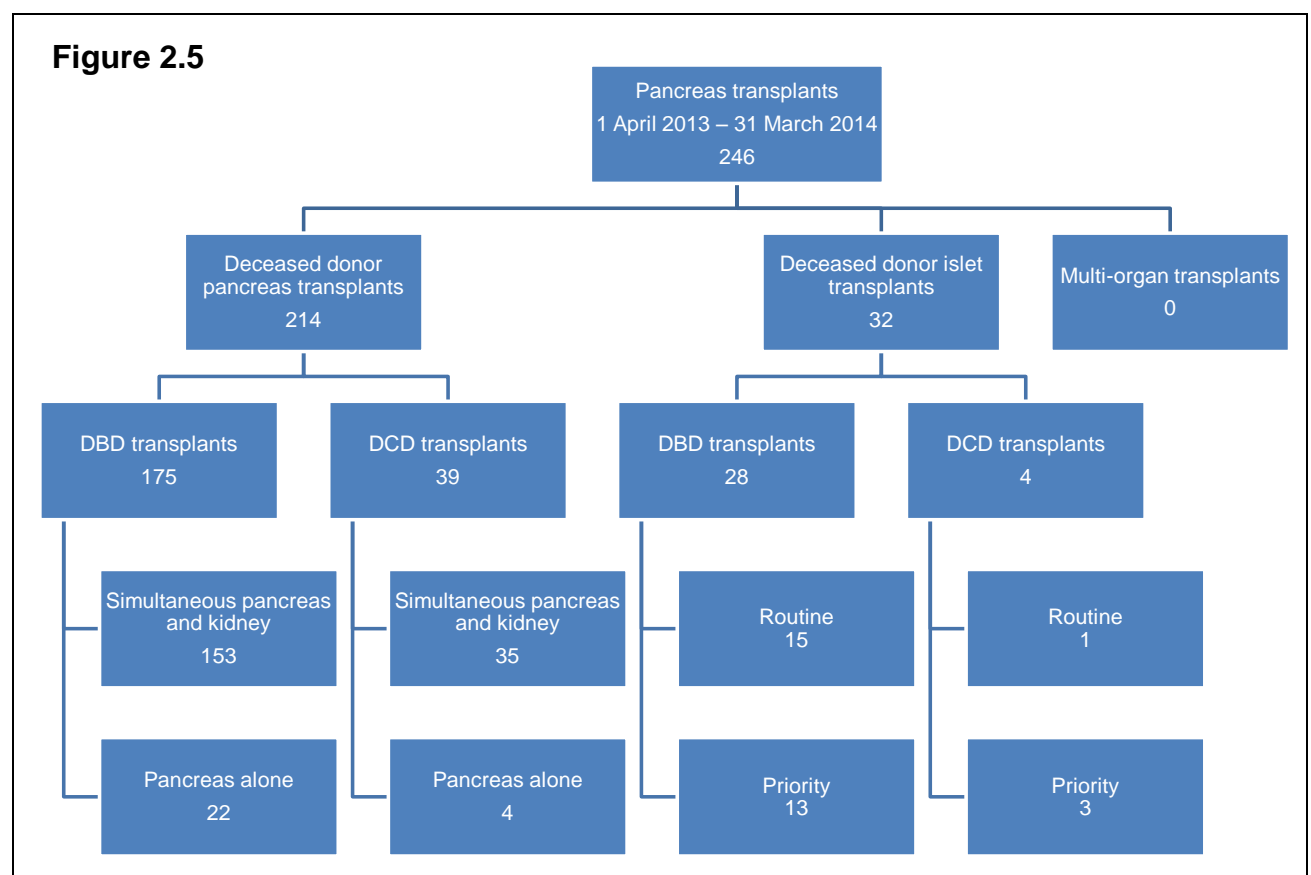 Figure 2.5
Pancreas transplants
1 April 2013 – 31 March 2014
246
Deceased donor
pancreas transplants
214
Deceased donor islet
transplants
32
Multi-organ transplants
0
DBD transplants
175
DCD transplants
39
DBD transplants
28
DCD transplants
4
Simultaneous pancreas
and kidney
153
Simultaneous pancreas
and kidney
35
Routine
15
Routine
1
Pancreas alone
22
Pancreas alone
4
Priority
13
Priority
3